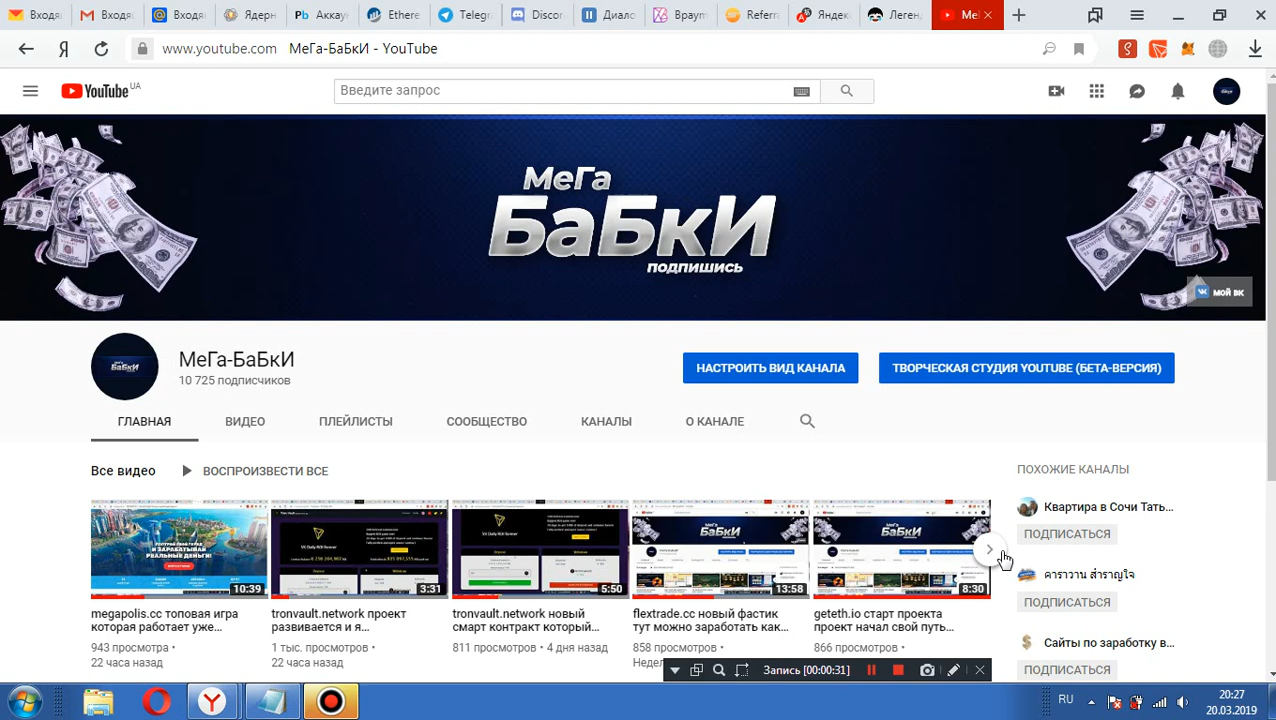 Входя
Входя
Входя
Ядерн
Аккау
Ethere
Telegr
Discor
Диало
Braym
Referra
Яндек
Леген,
Ме
www.youtube.com МеГа-БаБкИ - YouTube
YouTube UA
Введите запрос
МеГа
БаБкИ
подпишись
мой вк
МеГа-БаБкИ
10 725 подписчиков
НАСТРОИТЬ ВИД КАНАЛА
ТВОРЧЕСКАЯ СТУДИЯ YOUTUBE (БЕТА-ВЕРСИЯ)
ГЛАВНАЯ ВИДЕО ПЛЕЙЛИСТЫ СООБЩЕСТВО КАНАЛЫ О КАНАЛЕ
Все видео ВОСПРОИЗВЕСТИ ВСЕ
10:39
megapolis.cc топовая игра
которая работает уже...
943 просмотра •
22 часа назад
3:31
tronvault.network проект
развивается и я...
1 тыс. просмотров •
22 часа назад
5:50
tronvault.network новый
смарт контракт который...
811 просмотров • 4 дня назад
13:58
flextrade.cc новый фастик
тут можно заработать как...
858 просмотров •
Недел
6:30
geteth.io старт проекта
проект начал свой путь...
866 просмотров •
ПОХОЖИЕ КАНАЛЫ
Квартира в Сочи Тать...
ПОДПИСАТЬСЯ
คาราวาน สำราญใจ
ПОДПИСАТЬСЯ
Сайты по заработку в...
ПОДПИСАТЬСЯ
Запись [00:00:31]
RU
20:27
20.03.2019